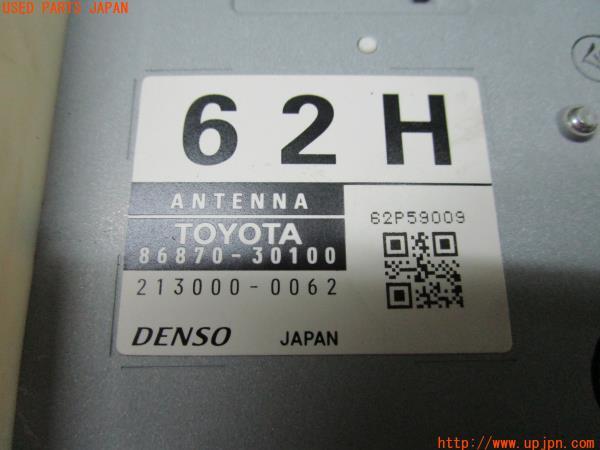 USED PARTS JAPAN
62H
ANTENNA
TOYOTA
86870-30100
62P59009
213000-0062
DENSO JAPAN
http://www.upjpn.com/